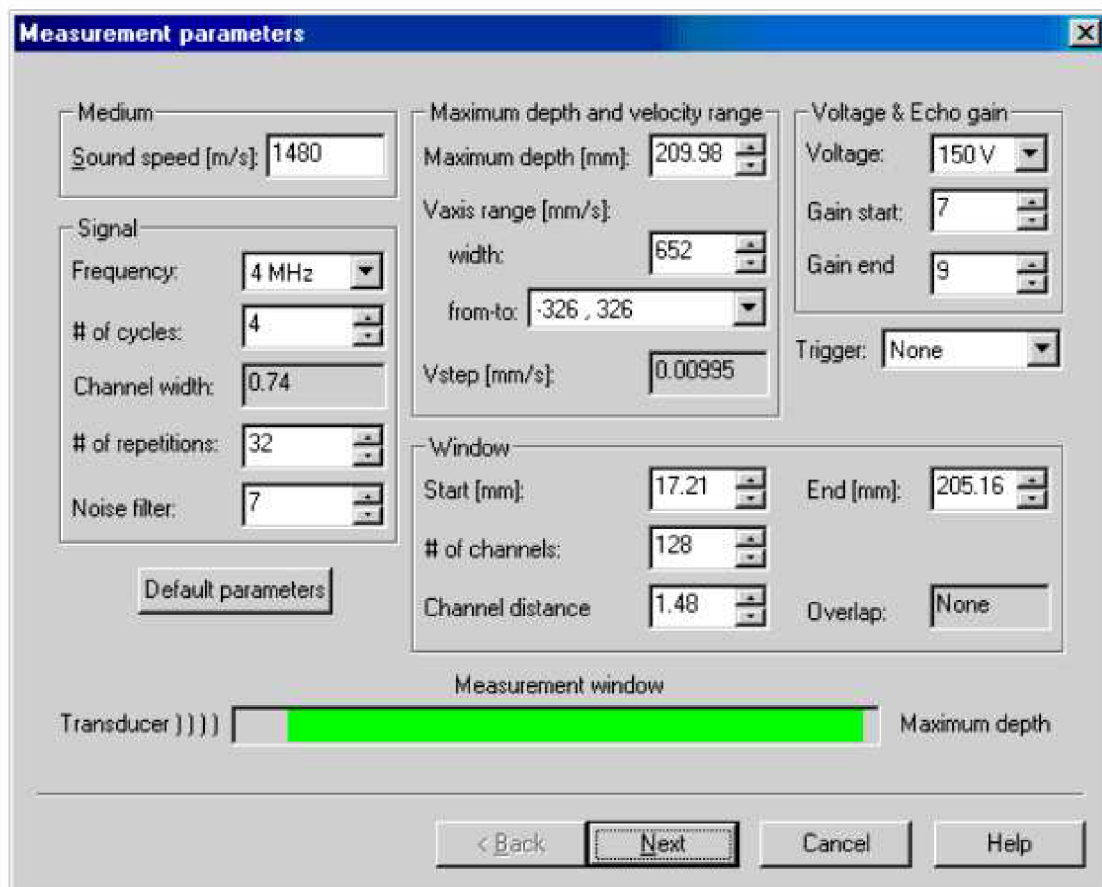 Measurement parameters
Medium
Sound speed [m/s]: 1480
Signal
Frequency: 4 MHz
# of cycles: 4
Channel width: 0.74
# of repetitions: 32
Noise filter: 7
Default parameters
Maximum depth and velocity range
Maximum depth [mm]: 209.98
Vaxis range [mm/s]:
width: 652
from-to: -326 , 326
Vstep [mm/s]: 0.00995
Voltage & Echo gain
Voltage: 150 V
Gain start: 7
Gain end 9
Trigger: None
Window
Start [mm]: 17.21 End [mm]: 205.16
# of channels: 128
Channel distance 1.48 Overlap: None
Measurement window
Transducer ) ) ) ) Maximum depth
< Back Next Cancel Help